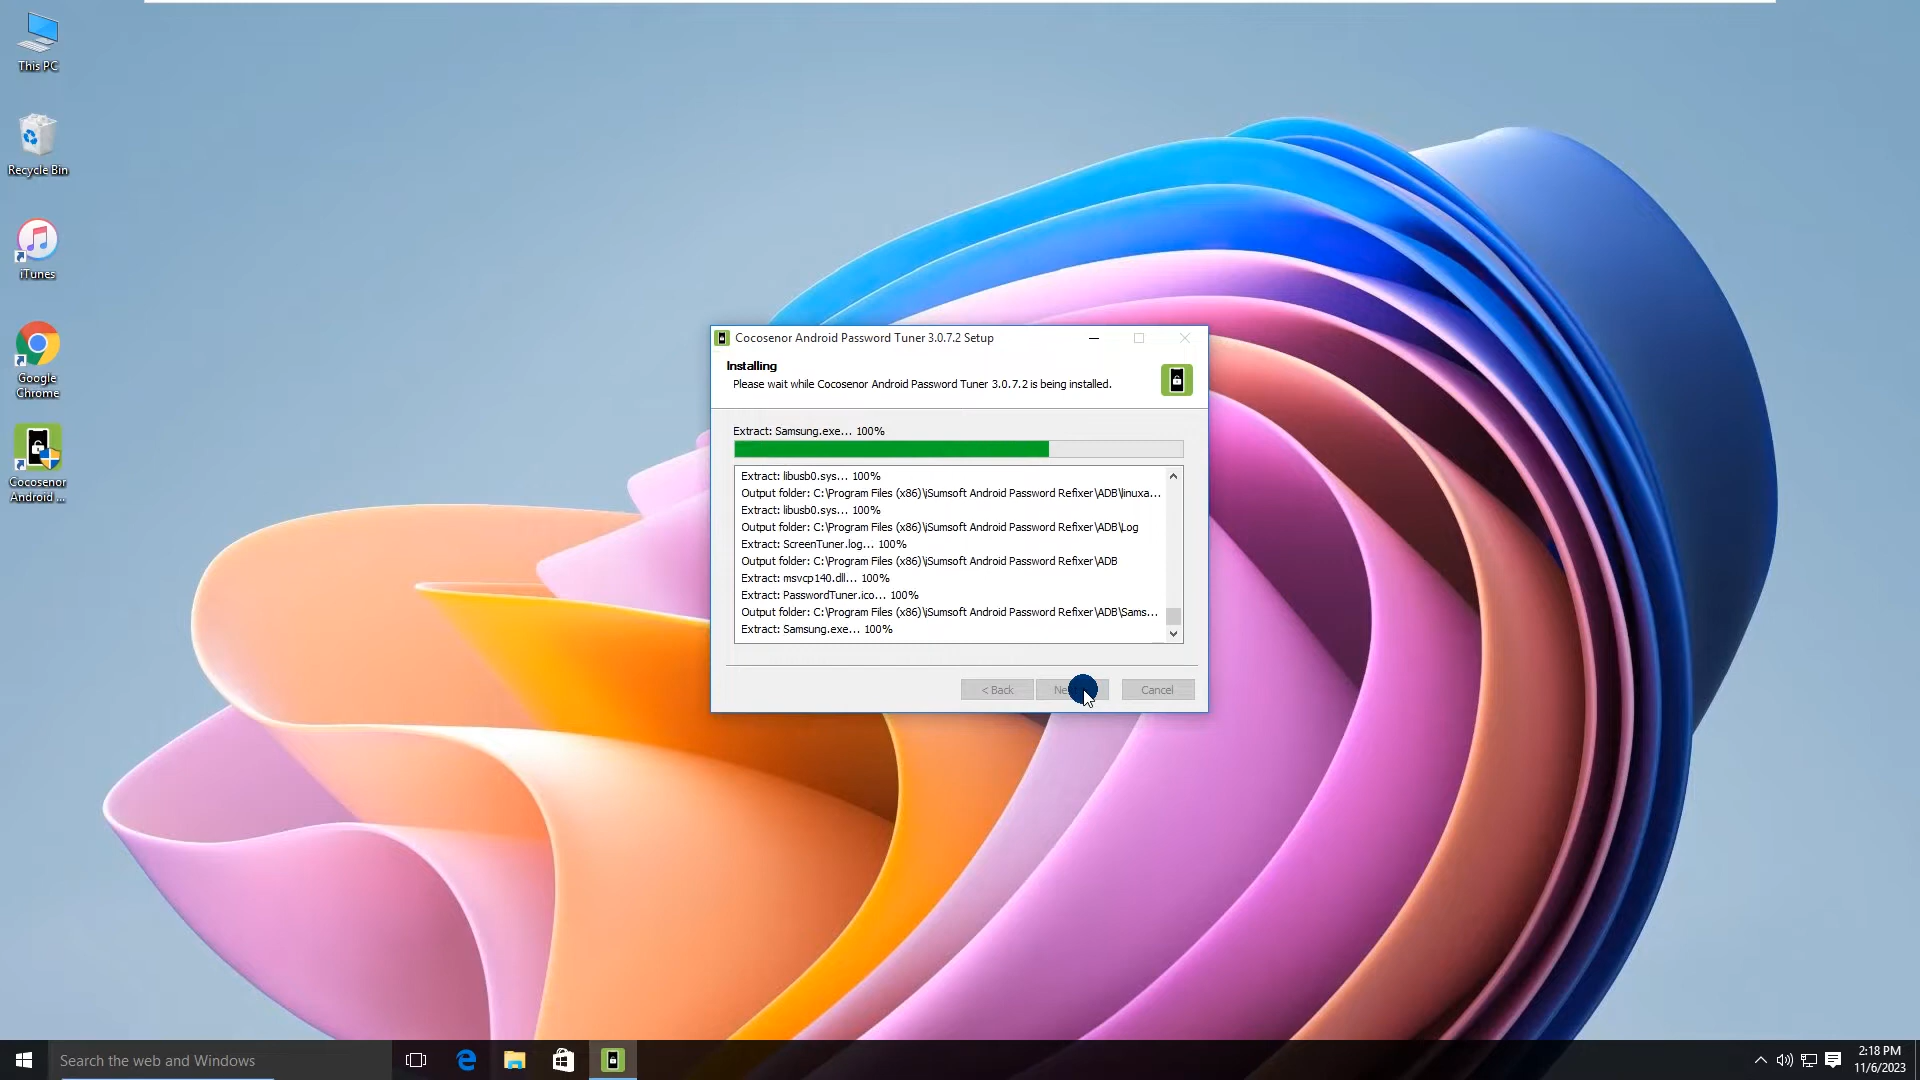 This PC
Recycle Bin
iTunes
Google
Chrome
Cocosenor
Android ...
Cocosenor Android Password Tuner 3.0.7.2 Setup
Installing
Please wait while Cocosenor Android Password Tuner 3.0.7.2 is being installed.
Extract: Samsung.exe... 100%
Extract: libusb0.sys... 100%
Output folder: C:\Program Files (x86)\iSumsoft Android Password Refixer\ADB\linuxa...
Extract: libusb0.sys... 100%
Output folder: C:\Program Files (x86)\iSumsoft Android Password Refixer\ADB\Log
Extract: ScreenTuner.log... 100%
Output folder: C:\Program Files (x86)\iSumsoft Android Password Refixer\ADB
Extract: msvcp140.dll... 100%
Extract: PasswordTuner.ico... 100%
Output folder: C:\Program Files (x86)\iSumsoft Android Password Refixer\ADB\Sams...
Extract: Samsung.exe... 100%
< Back
Cancel
Search the web and Windows
2:18 PM
11/6/2023